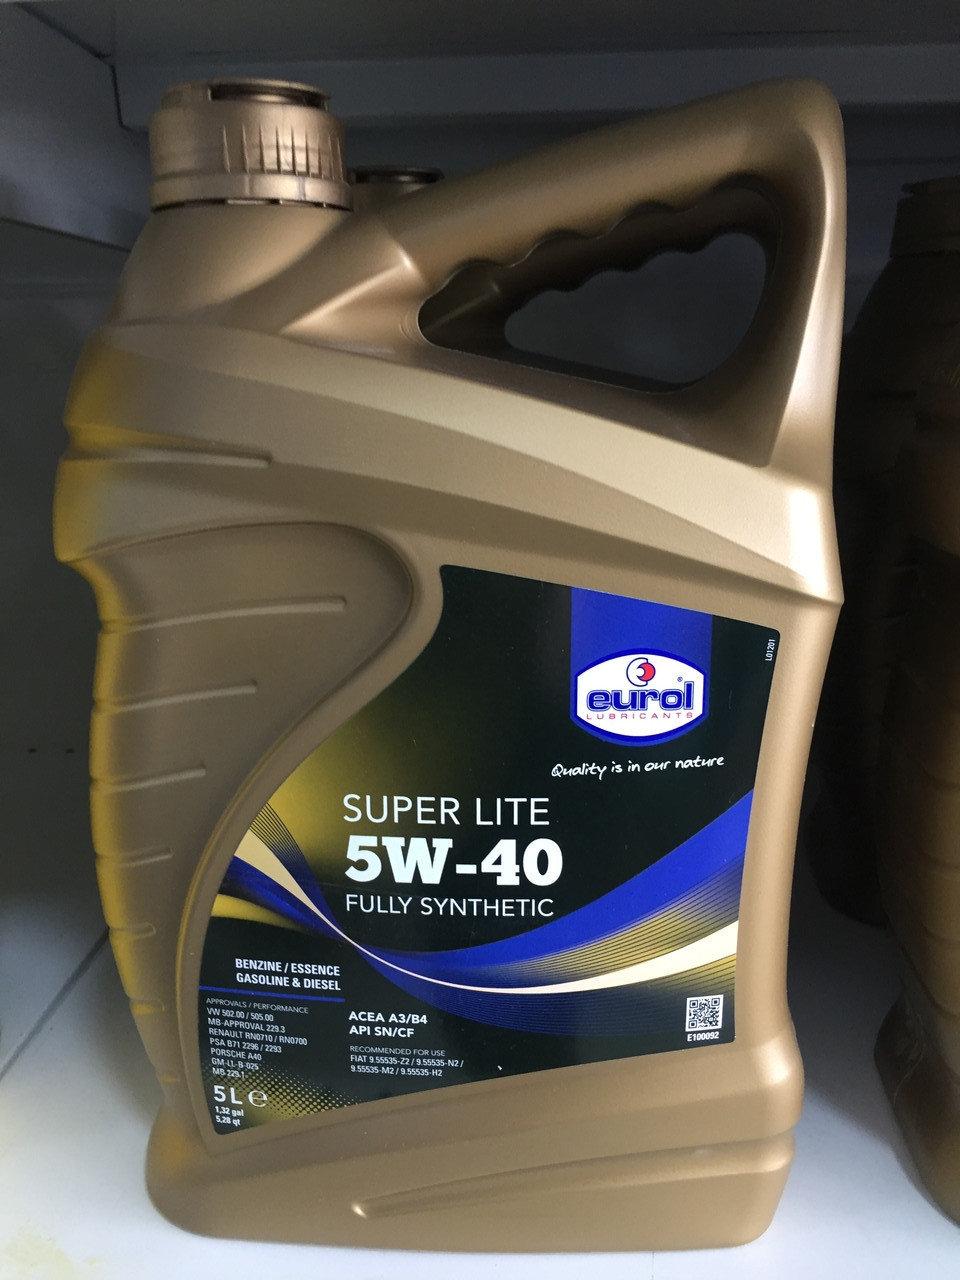 L01201
eurol®
LUBRICANTS
Quality is in our nature
SUPER LITE
5W-40
FULLY SYNTHETIC
BENZINE / ESSENCE
GASOLINE & DIESEL
APPROVALS / PERFORMANCE
VW 502.00 / 505.00
MB-APPROVAL 229.3
RENAULT RN0710 / RN0700
PSA B71 2296 / 2293
PORSCHE A40
GM-LL-B-025
MB 229.1
ACEA A3/B4
API SN/CF
RECOMMENDED FOR USE
FIAT 9.55535-Z2 / 9.55535-N2 /
9.55535-M2 / 9.55535-H2
E100092
5 L ℮
1,32 gal
5,28 qt